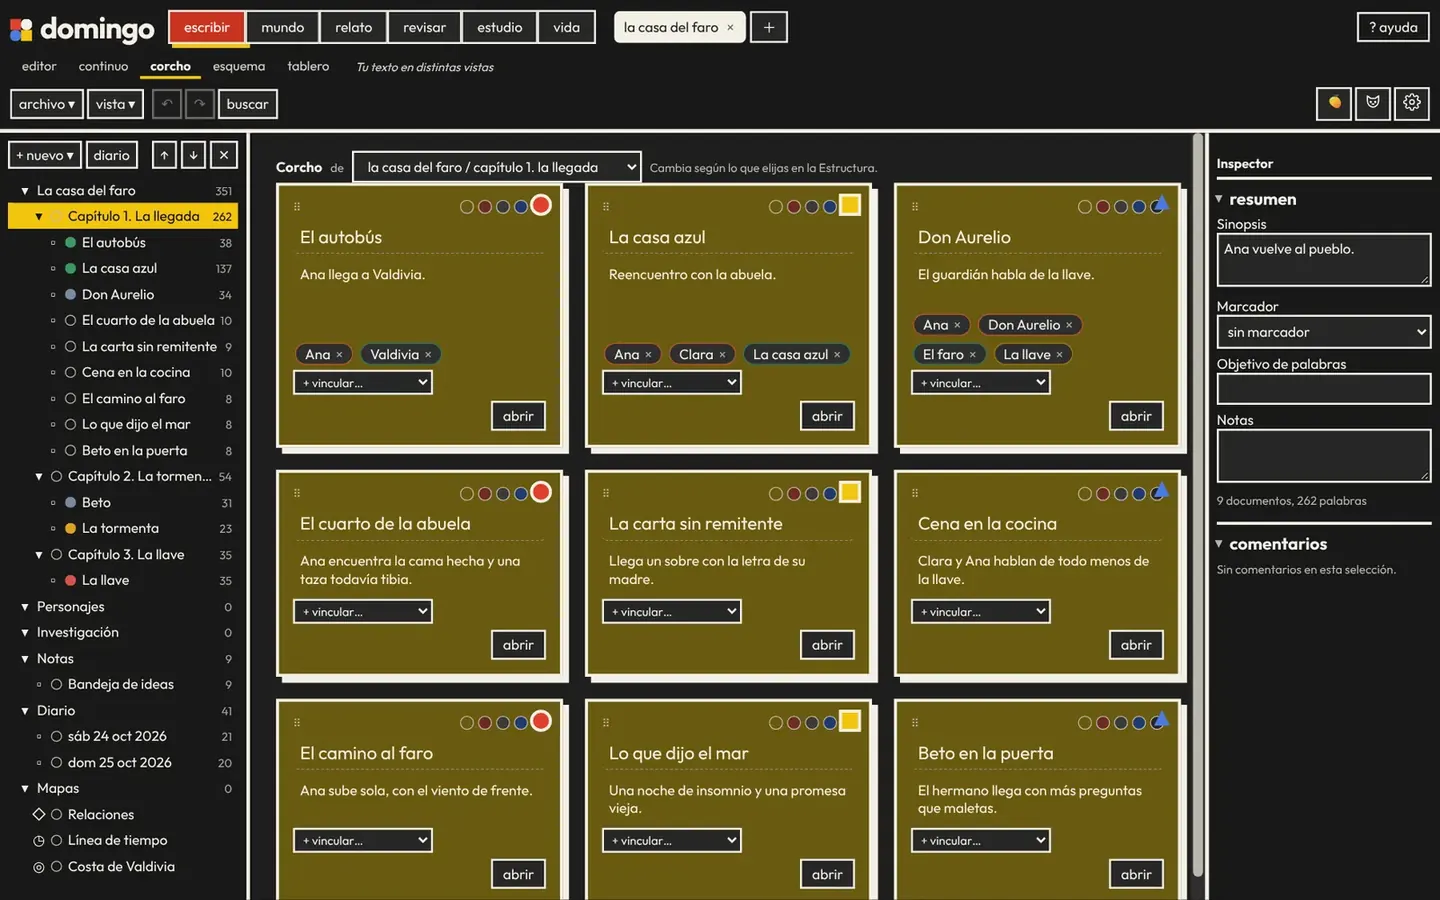 domingo
escribir mundo relato revisar estudio vida
la casa del faro × +
? ayuda
editor continuo corcho esquema tablero Tu texto en distintas vistas
archivo ▾ vista ▾ ↶ ↷ buscar
+ nuevo ▾ diario ↑ ↓ ×
▼ La casa del faro 351
▼ Capítulo 1. La llegada 262
El autobús 38
La casa azul 137
Don Aurelio 34
El cuarto de la abuela 10
La carta sin remitente 9
Cena en la cocina 10
El camino al faro 8
Lo que dijo el mar 8
Beto en la puerta 8
▼ Capítulo 2. La tormen... 54
Beto 31
La tormenta 23
▼ Capítulo 3. La llave 35
La llave 35
▼ Personajes 0
▼ Investigación 0
▼ Notas 9
Bandeja de ideas 9
▼ Diario 41
sáb 24 oct 2026 21
dom 25 oct 2026 20
▼ Mapas 0
Relaciones
Línea de tiempo
Costa de Valdivia
Corcho de la casa del faro / capítulo 1. la llegada Cambia según lo que elijas en la Estructura.
El autobús
Ana llega a Valdivia.
Ana × Valdivia ×
+ vincular...
abrir
La casa azul
Reencuentro con la abuela.
Ana × Clara × La casa azul ×
+ vincular...
abrir
Don Aurelio
El guardián habla de la llave.
Ana × Don Aurelio ×
El faro × La llave ×
+ vincular...
abrir
El cuarto de la abuela
Ana encuentra la cama hecha y una
taza todavía tibia.
+ vincular...
abrir
La carta sin remitente
Llega un sobre con la letra de su
madre.
+ vincular...
abrir
Cena en la cocina
Clara y Ana hablan de todo menos de
la llave.
+ vincular...
abrir
El camino al faro
Ana sube sola, con el viento de frente.
+ vincular...
abrir
Lo que dijo el mar
Una noche de insomnio y una promesa
vieja.
+ vincular...
abrir
Beto en la puerta
El hermano llega con más preguntas
que maletas.
+ vincular...
abrir
Inspector
▼ resumen
Sinopsis
Ana vuelve al pueblo.
Marcador
sin marcador
Objetivo de palabras
Notas
9 documentos, 262 palabras
▼ comentarios
Sin comentarios en esta selección.